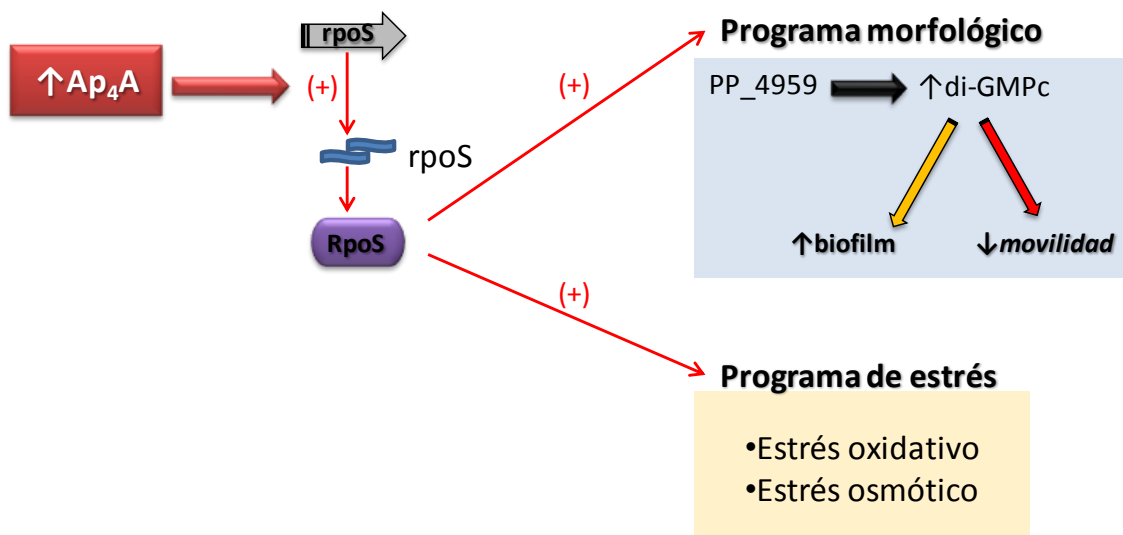 rpoS
↑Ap₄A
(+)
rpoS
RpoS
(+)
Programa morfológico
PP_4959
↑di-GMPc
↑biofilm
↓movilidad
(+)
Programa de estrés
•Estrés oxidativo
•Estrés osmótico